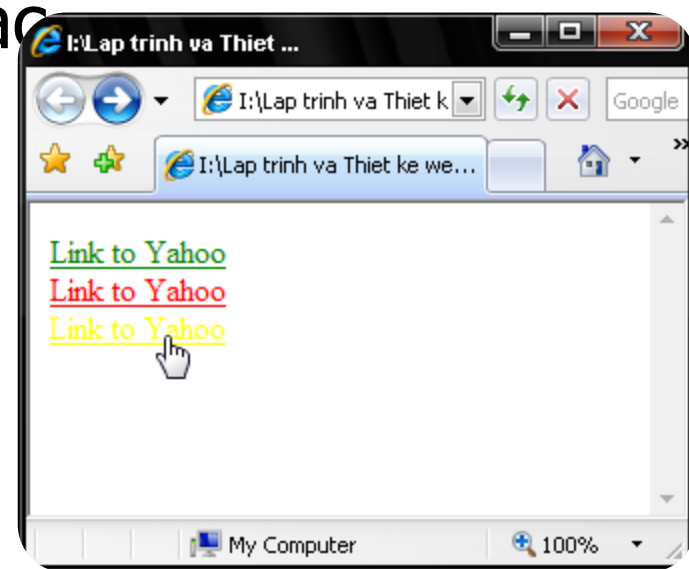 ac
I:\Lap trinh va Thiet ...
I:\Lap trinh va Thiet k
Google
I:\Lap trinh va Thiet ke we...
Link to Yahoo
Link to Yahoo
Link to Yahoo
My Computer
100%